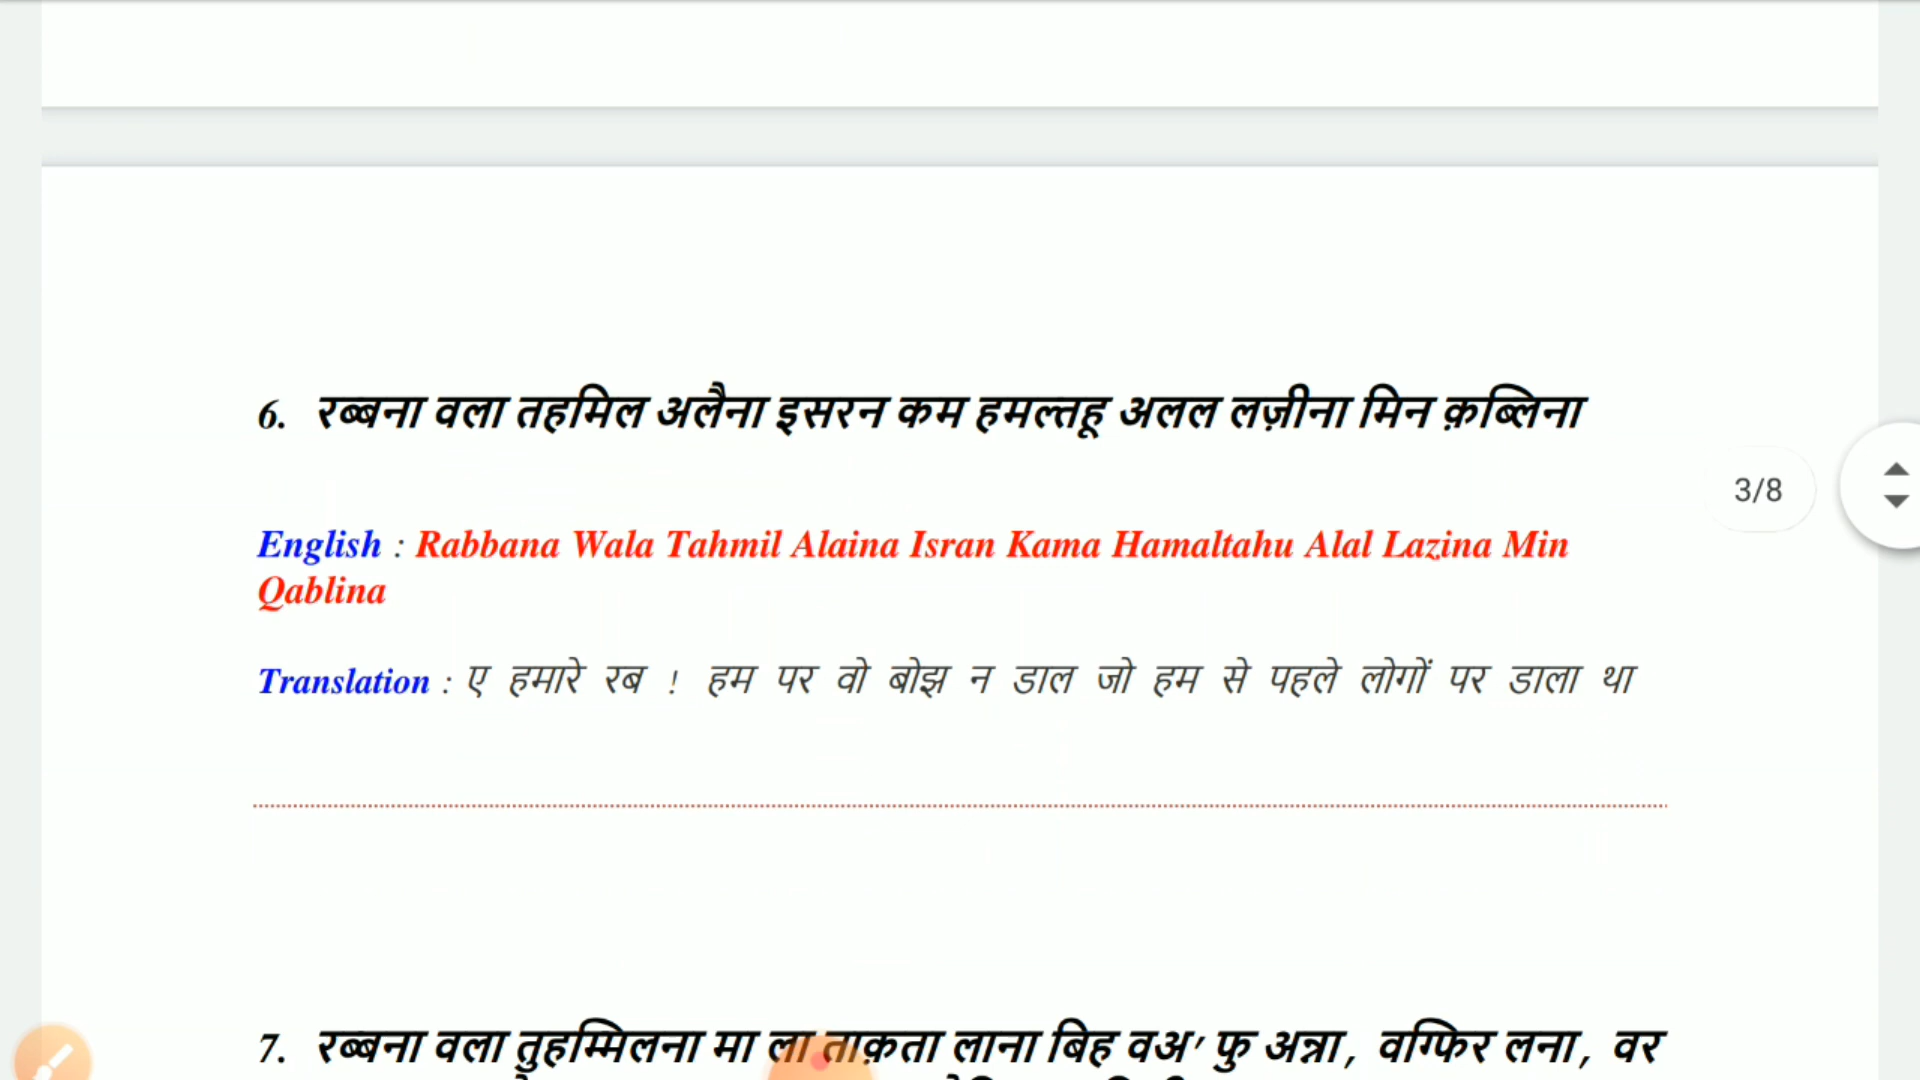 6. रब्बना वला तहमिल अलैना इसरन कम हमल्तहू अलल लज़ीना मिन क़ब्लिना
3/8
English : Rabbana Wala Tahmil Alaina Isran Kama Hamaltahu Alal Lazina Min
Qablina
Translation : ए हमारे रब ! हम पर वो बोझ न डाल जो हम से पहले लोगों पर डाला था
7. रब्बना वला तुहम्मिलना मा ला ताक़ता लाना बिह वअ’ फु अन्ना, वग्फिर लना, वर